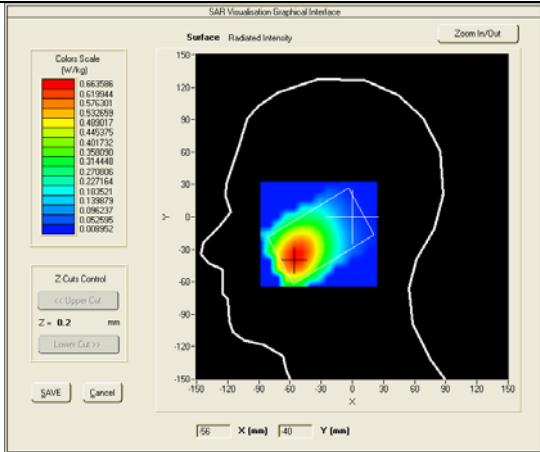 SAR Visualisation Graphical Interface
Surface Radiated Intensity
Zoom In/Out
Colors Scale
(W/kg)
0.663586
0.619944
0.576301
0.532659
0.489017
0.445375
0.401732
0.358090
0.314448
0.270806
0.227164
0.183521
0.139879
0.096237
0.052595
0.008952
150
120
90
60
30
0
-30
-60
-90
-120
-150
Y
-150 -120 -90 -60 -30 0 30 60 90 120 150
X
Z Cuts Control
<< Upper Cut
Z = 0.2 mm
Lower Cut >>
SAVE Cancel
-56 X (mm) -40 Y (mm)